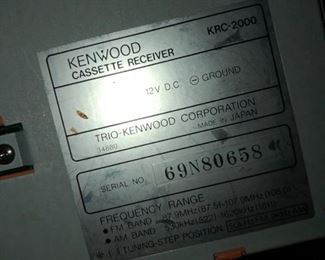 KENWOOD KRC-2000
CASSETTE RECEIVER
12V D.C ⊖ GROUND
TRIO-KENWOOD CORPORATION
34680 MADE IN JAPAN
SERIAL NO. 69N80658
FREQUENCY RANGE
• FM BAND
• AM BAND
TUNING-STEP POSITION